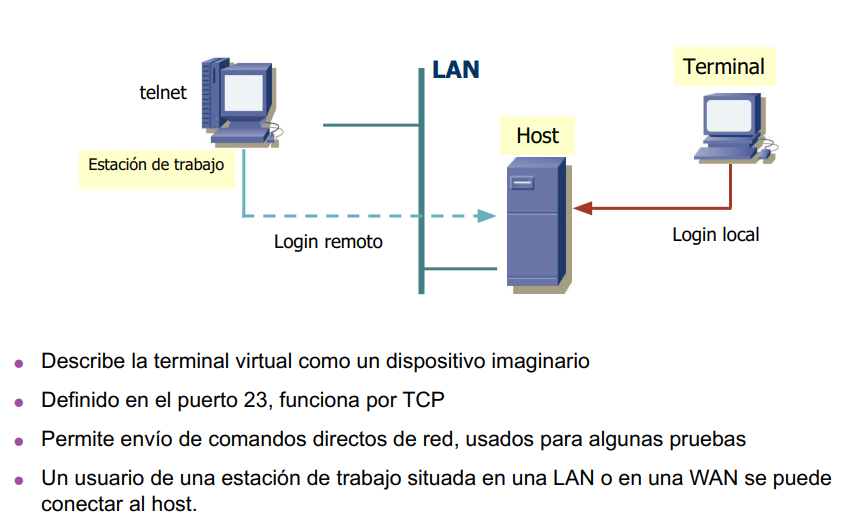 LAN
Terminal
telnet
Host
Estación de trabajo
Login remoto
Login local
• Describe la terminal virtual como un dispositivo imaginario
• Definido en el puerto 23, funciona por TCP
• Permite envío de comandos directos de red, usados para algunas pruebas
• Un usuario de una estación de trabajo situada en una LAN o en una WAN se puede
conectar al host.